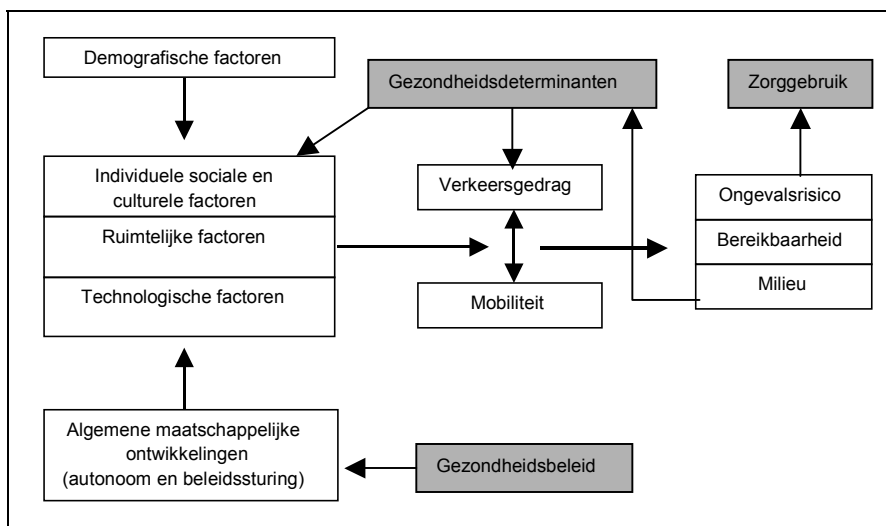 Demografische factoren
Gezondheidsdeterminanten
Zorggebruik
Individuele sociale en
culturele factoren
Ruimtelijke factoren
Technologische factoren
Verkeersgedrag
Mobiliteit
Ongevalsrisico
Bereikbaarheid
Milieu
Algemene maatschappelijke
ontwikkelingen
(autonoom en beleidssturing)
Gezondheidsbeleid